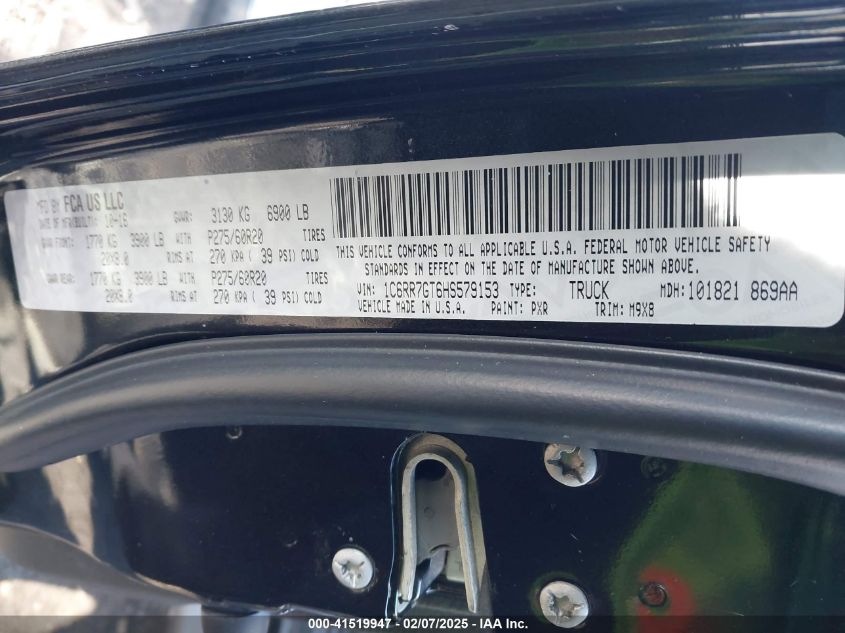 MFD BY FCA US LLC
DATE OF MFR/BUILT: 10-16 GVWR: 3130 KG 6900 LB
GAWR FRONT: 1770 KG 3900 LB WITH P275/60R20 TIRES
20X8.0 RIMS AT 270 KPA ( 39 PSI) COLD
GAWR REAR: 1770 KG 3900 LB WITH P275/60R20 TIRES
20X8.0 RIMS AT 270 KPA ( 39 PSI) COLD
THIS VEHICLE CONFORMS TO ALL APPLICABLE U.S.A. FEDERAL MOTOR VEHICLE SAFETY
STANDARDS IN EFFECT ON THE DATE OF MANUFACTURE SHOWN ABOVE.
VIN: 1C6RR7GT6HS579153 TYPE: TRUCK MDH:101821 869AA
VEHICLE MADE IN U.S.A. PAINT: PXR TRIM: M9X8
000-41519947 - 02/07/2025 - IAAI.COM.